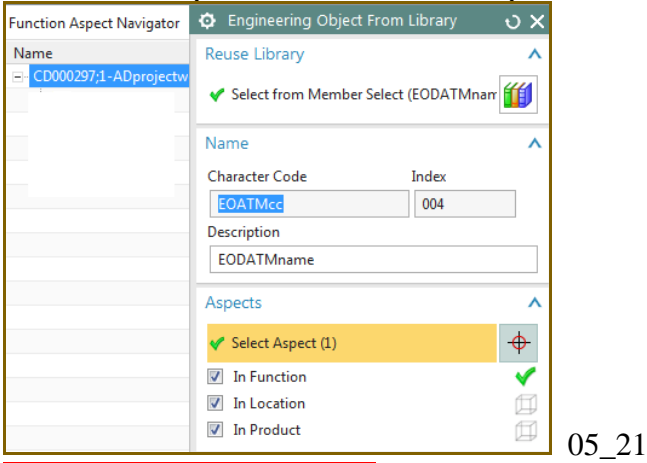 Function Aspect Navigator
Engineering Object From Library
Name
CD000297;1-ADprojectw
Reuse Library
Select from Member Select (EODATMnam
Name
Character Code
Index
EOATMcc
004
Description
EODATMname
Aspects
Select Aspect (1)
In Function
In Location
In Product
05_21